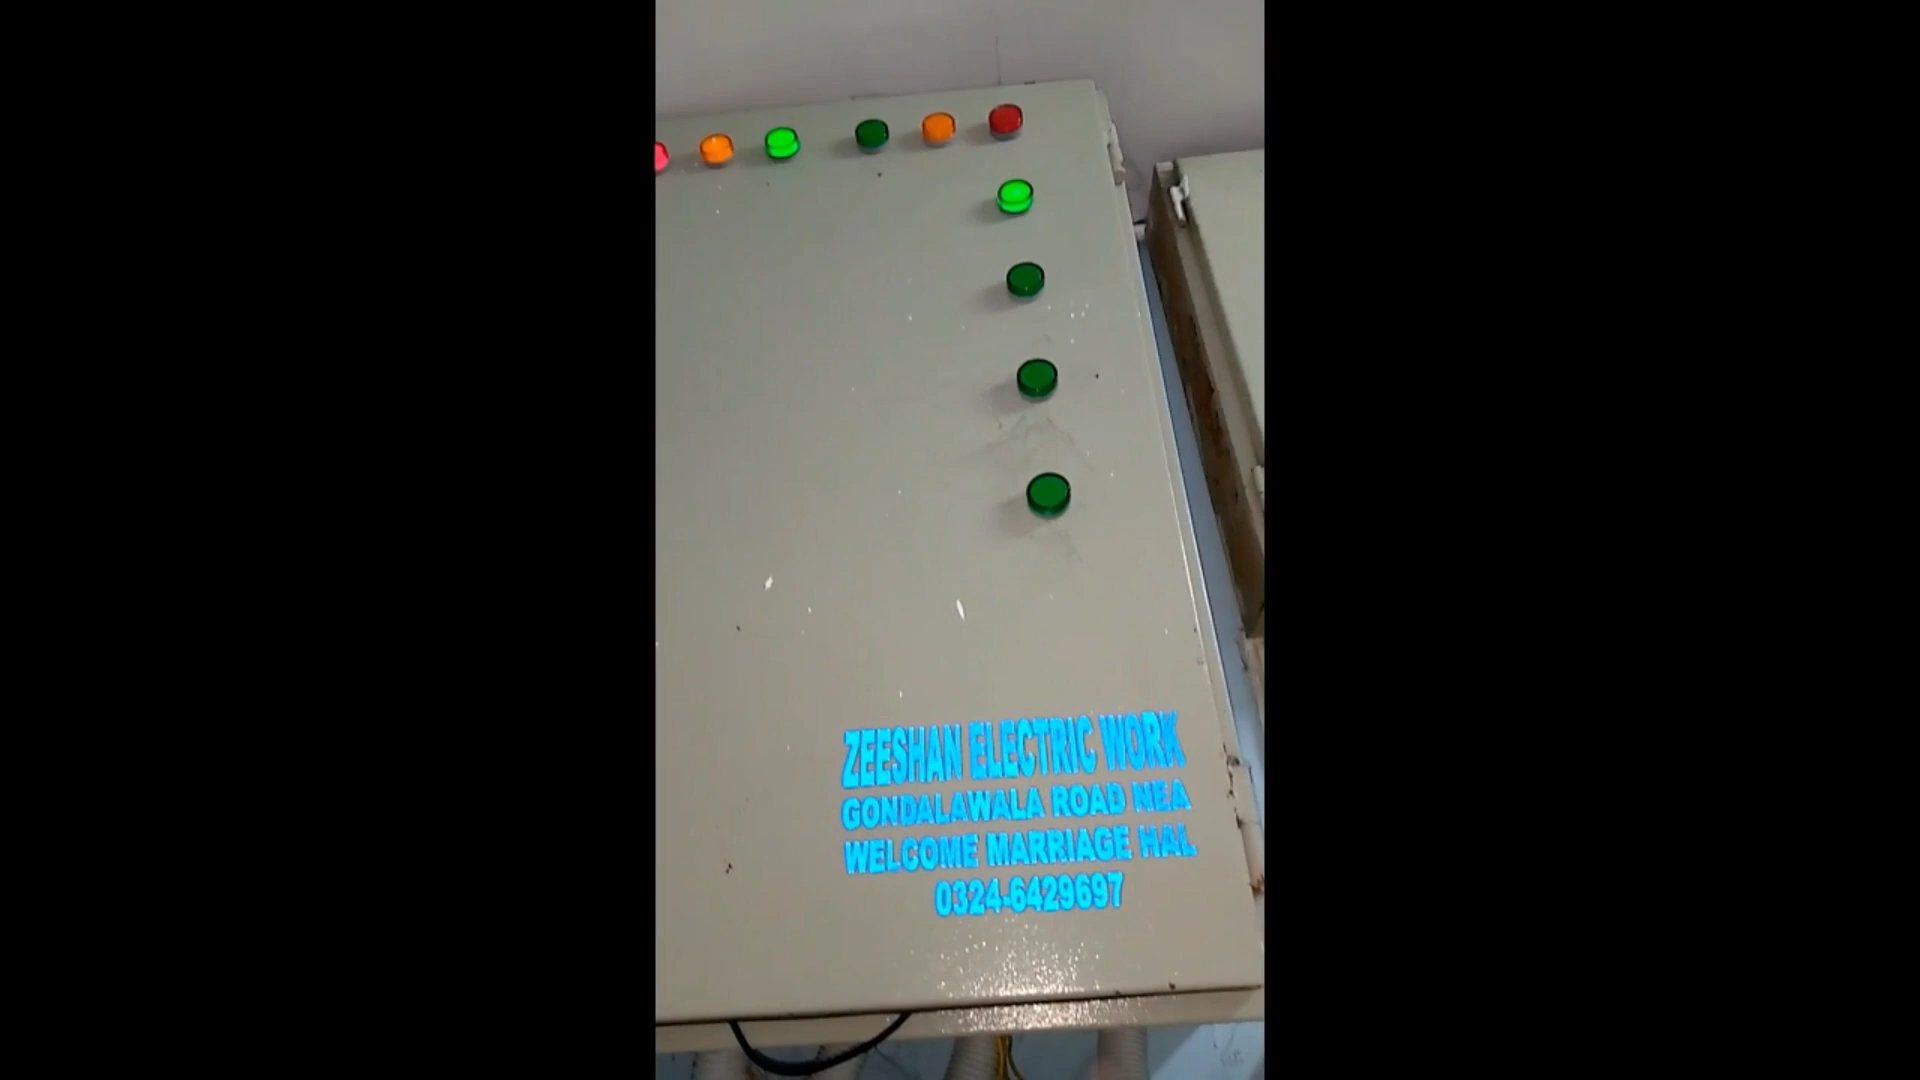 ZEESHAN ELECTRIC WORK
GONDALAWALA ROAD NEA
WELCOME MARRIAGE HAL
0324-6429697